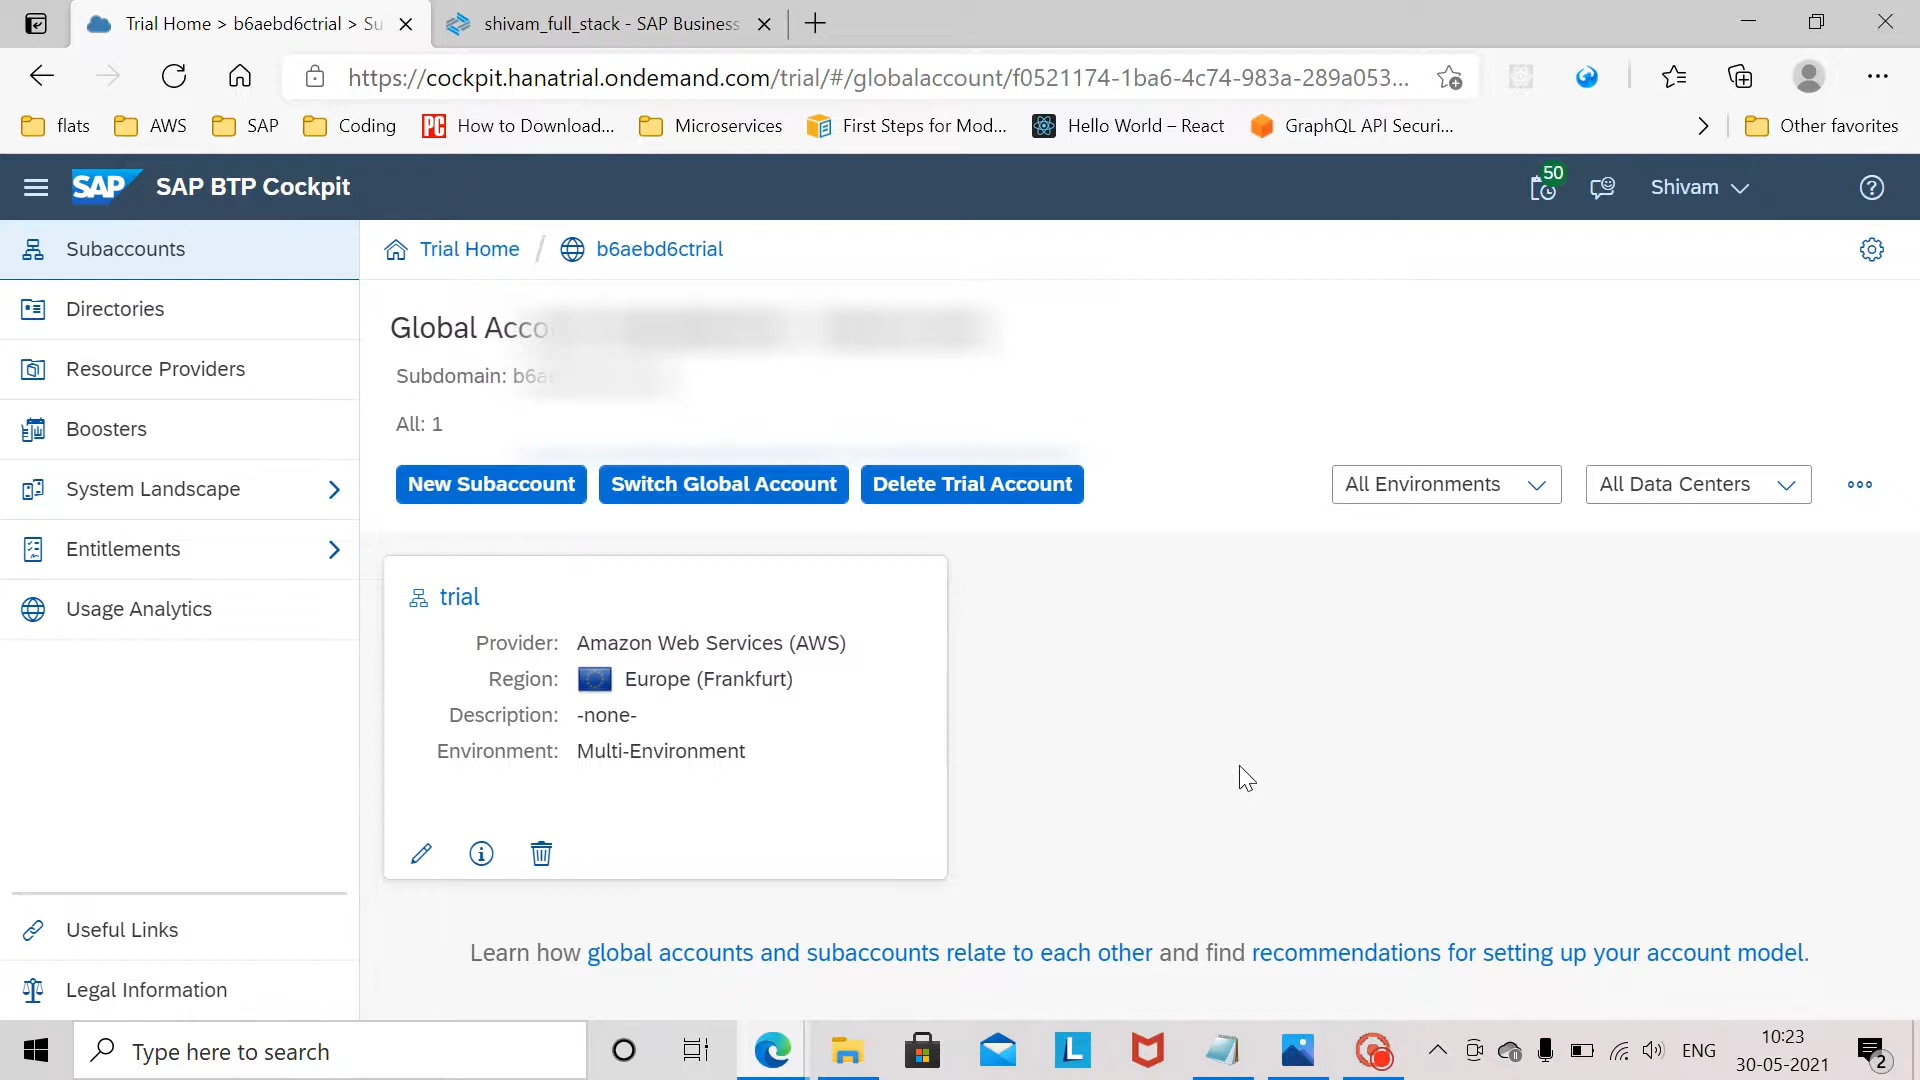 Trial Home > b6aebd6ctrial > Su
shivam_full_stack - SAP Business
https://cockpit.hanatrial.ondemand.com/trial/#/globalaccount/f0521174-1ba6-4c74-983a-289a053...
flats AWS SAP Coding How to Download... Microservices First Steps for Mod... Hello World – React GraphQL API Securi... Other favorites
SAP SAP BTP Cockpit 50 Shivam
Subaccounts
Directories
Resource Providers
Boosters
System Landscape
Entitlements
Usage Analytics
Useful Links
Legal Information
Trial Home / b6aebd6ctrial
Global Acco
Subdomain: b6ae
All: 1
New Subaccount Switch Global Account Delete Trial Account All Environments All Data Centers
trial
Provider: Amazon Web Services (AWS)
Region: Europe (Frankfurt)
Description: -none-
Environment: Multi-Environment
Learn how global accounts and subaccounts relate to each other and find recommendations for setting up your account model.
Type here to search
ENG
10:23
30-05-2021
2